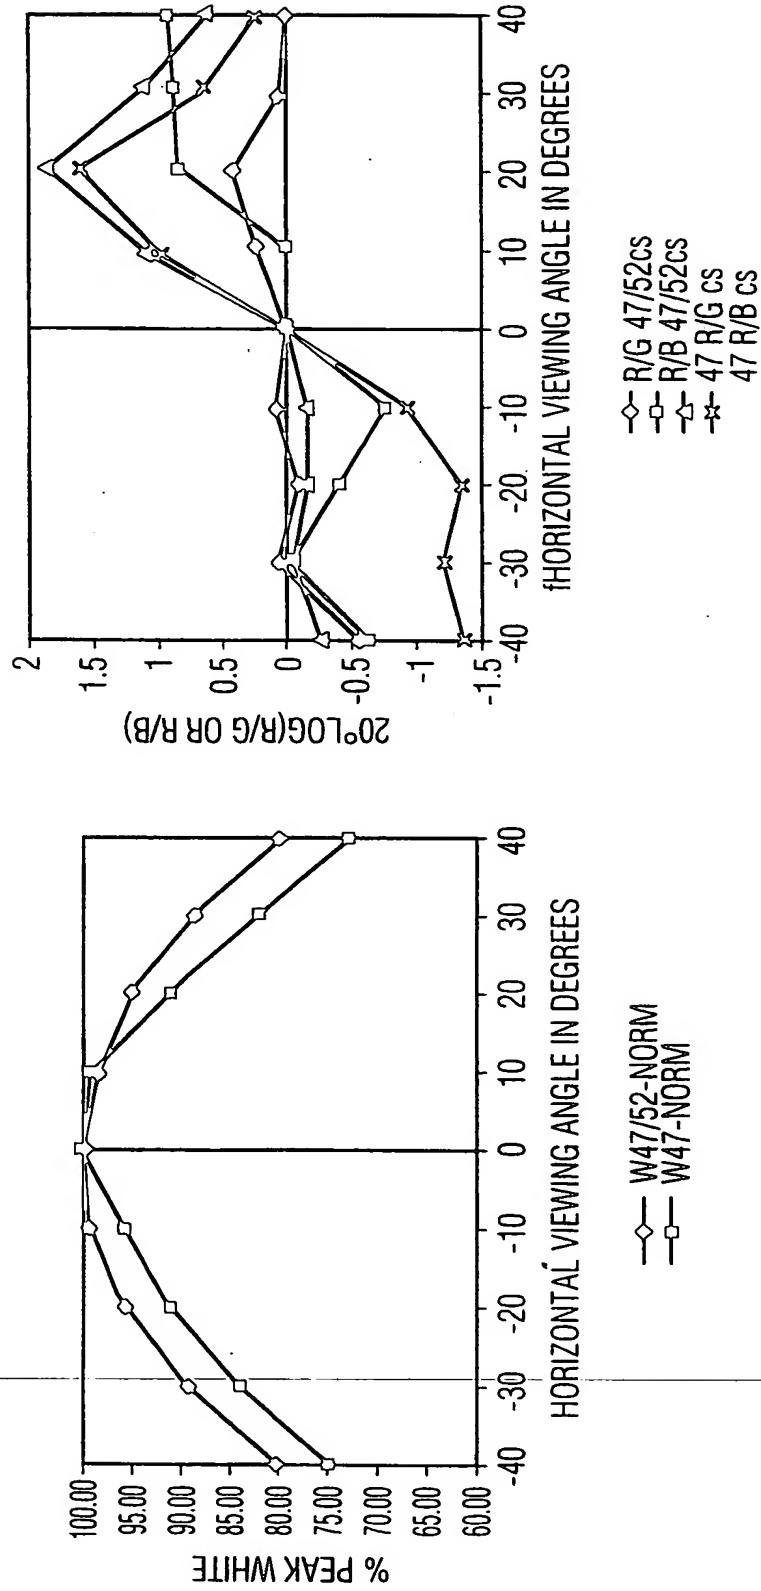 % PEAK WHITE
100.00
95.00
90.00
85.00
80.00
75.00
70.00
65.00
60.00
-40 -30 -20 -10 0 10 20 30 40
HORIZONTAL VIEWING ANGLE IN DEGREES
W47/52-NORM
W47-NORM
20°LOG(R/G OR R/B)
2
1.5
1
0.5
0
-0.5
-1
-1.5
-40 -30 -20 -10 0 10 20 30 40
fHORIZONTAL VIEWING ANGLE IN DEGREES
R/G 47/52cs
R/B 47/52cs
47 R/G cs
47 R/B cs